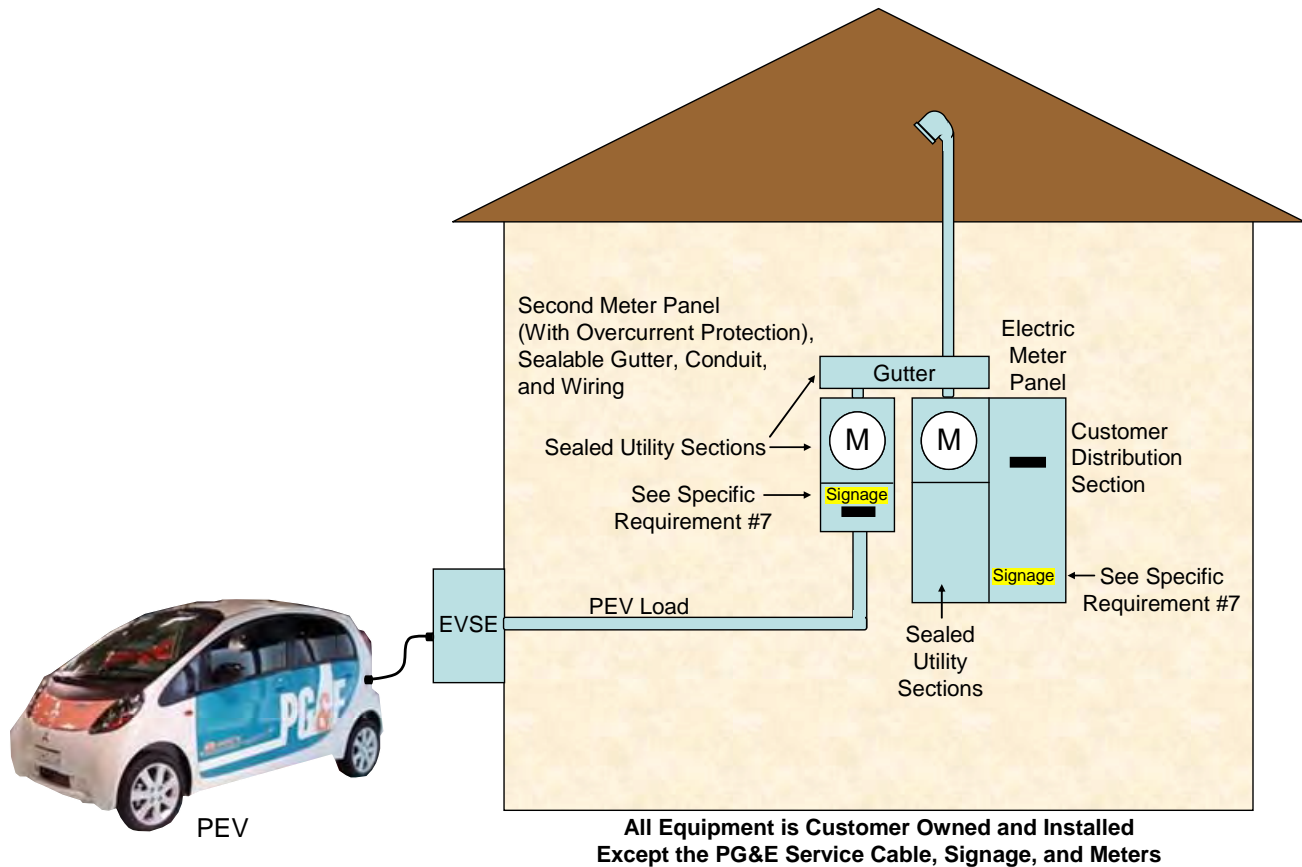 Second Meter Panel
(With Overcurrent Protection),
Sealable Gutter, Conduit,
and Wiring
Electric
Meter
Panel
Gutter
M
M
Sealed Utility Sections
Customer
Distribution
Section
See Specific
Requirement #7
Signage
Signage
See Specific
Requirement #7
Sealed
Utility
Sections
PEV Load
EVSE
PG&E
PEV
All Equipment is Customer Owned and Installed
Except the PG&E Service Cable, Signage, and Meters